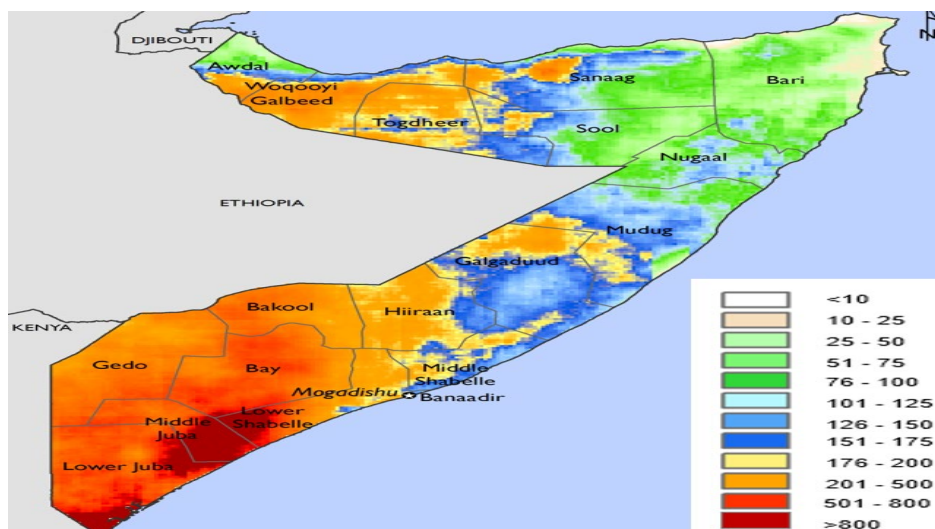 DJIBOUTI
N
Awdal
Sanaag
Woqooyi
Galbeed
Bari
Togdheer
Sool
Nugaal
ETHIOPIA
Mudug
Galgaduud
Bakool
Hiiraan
KENYA
Gedo
Bay
Middle
Shabelle
Mogadishu
Banaadir
Lower
Shabelle
Middle
Juba
Lower Juba
<10
10 - 25
25 - 50
51 - 75
76 - 100
101 - 125
126 - 150
151 - 175
176 - 200
201 - 500
501 - 800
>800